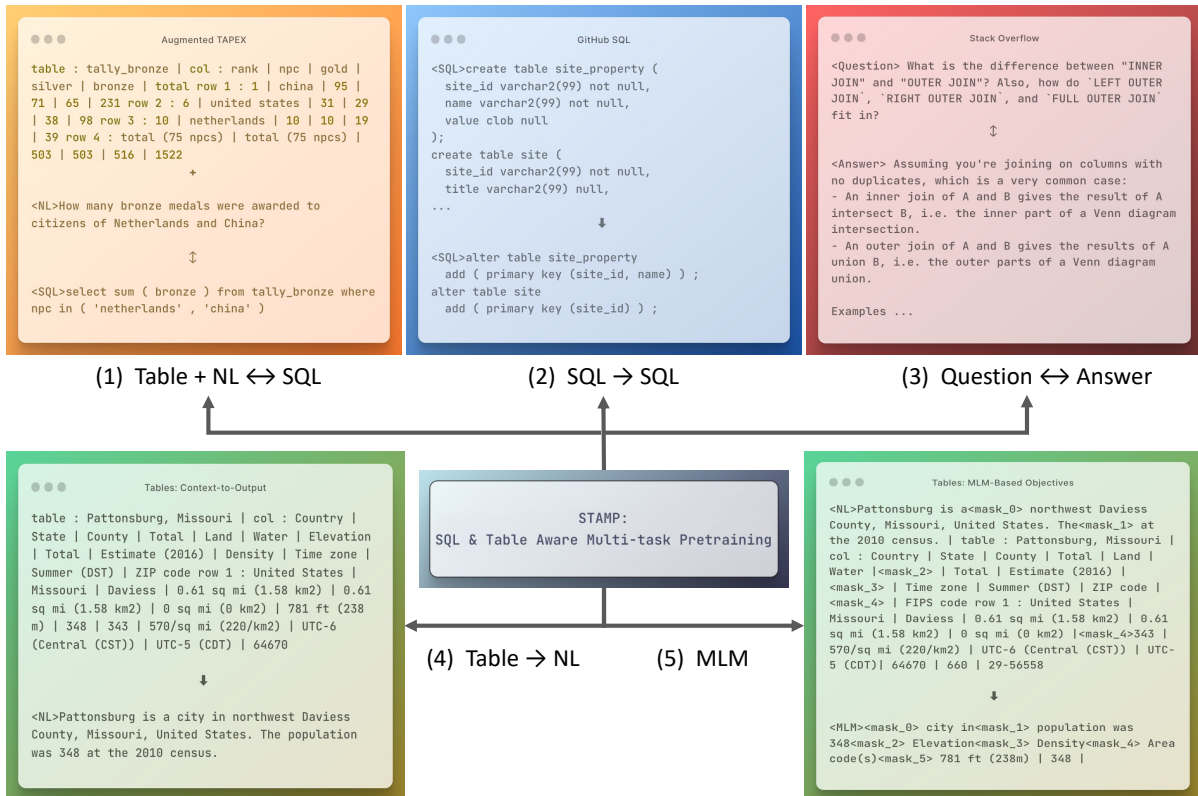 Augmented TAPEX
table : tally_bronze | col : rank | npc | gold |
silver | bronze | total row 1 : 1 | china | 95 |
71 | 65 | 231 row 2 : 6 | united states | 31 | 29
| 38 | 98 row 3 : 10 | netherlands | 10 | 10 | 19
| 39 row 4 : total (75 npcs) | total (75 npcs) |
503 | 503 | 516 | 1522
+
<NL>How many bronze medals were awarded to
citizens of Netherlands and China?
↕
<SQL>select sum ( bronze ) from tally_bronze where
npc in ( 'netherlands' , 'china' )
(1) Table + NL ↔ SQL
GitHub SQL
<SQL>create table site_property (
site_id varchar2(99) not null,
name varchar2(99) not null,
value clob null
);
create table site (
site_id varchar2(99) not null,
title varchar2(99) null,
...
⬇
<SQL>alter table site_property
add ( primary key (site_id, name) ) ;
alter table site
add ( primary key (site_id) ) ;
(2) SQL → SQL
Stack Overflow
<Question> What is the difference between "INNER
JOIN" and "OUTER JOIN"? Also, how do `LEFT OUTER
JOIN`, `RIGHT OUTER JOIN`, and `FULL OUTER JOIN`
fit in?
↕
<Answer> Assuming you're joining on columns with
no duplicates, which is a very common case:
- An inner join of A and B gives the result of A
intersect B, i.e. the inner part of a Venn diagram
intersection.
- An outer join of A and B gives the results of A
union B, i.e. the outer parts of a Venn diagram
union.
Examples ...
(3) Question ↔ Answer
Tables: Context-to-Output
table : Pattonsburg, Missouri | col : Country |
State | County | Total | Land | Water | Elevation
| Total | Estimate (2016) | Density | Time zone |
Summer (DST) | ZIP code row 1 : United States |
Missouri | Daviess | 0.61 sq mi (1.58 km2) | 0.61
sq mi (1.58 km2) | 0 sq mi (0 km2) | 781 ft (238
m) | 348 | 343 | 570/sq mi (220/km2) | UTC-6
(Central (CST)) | UTC-5 (CDT) | 64670
⬇
<NL>Pattonsburg is a city in northwest Daviess
County, Missouri, United States. The population
was 348 at the 2010 census.
STAMP:
SQL & Table Aware Multi-task Pretraining
(4) Table → NL
(5) MLM
Tables: MLM-Based Objectives
<NL>Pattonsburg is a<mask_0> northwest Daviess
County, Missouri, United States. The<mask_1> at
the 2010 census. | table : Pattonsburg, Missouri |
col : Country | State | County | Total | Land |
Water |<mask_2> | Total | Estimate (2016) |
<mask_3> | Time zone | Summer (DST) | ZIP code |
<mask_4> | FIPS code row 1 : United States |
Missouri | Daviess | 0.61 sq mi (1.58 km2) | 0.61
sq mi (1.58 km2) | 0 sq mi (0 km2) |<mask_4>343 |
570/sq mi (220/km2) | UTC-6 (Central (CST)) | UTC-
5 (CDT)| 64670 | 660 | 29-56558
⬇
<MLM><mask_0> city in<mask_1> population was
348<mask_2> Elevation<mask_3> Density<mask_4> Area
code(s)<mask_5> 781 ft (238m) | 348 |